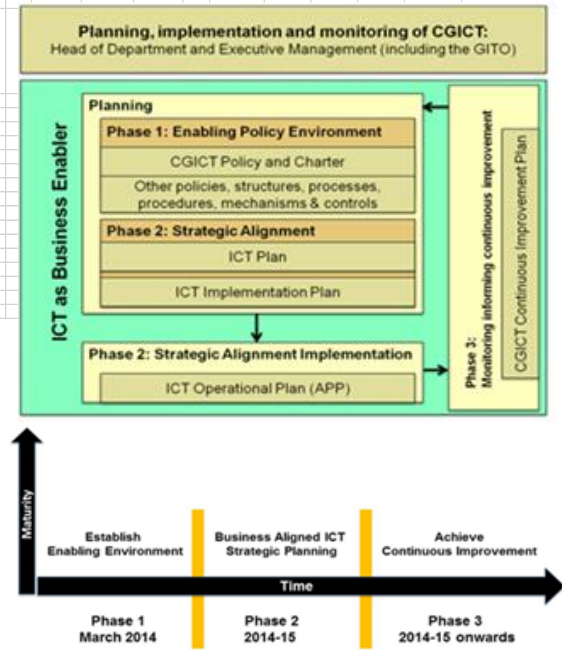 Planning, implementation and monitoring of CGICT:
Head of Department and Executive Management (including the GITO)
ICT as Business Enabler
Planning
Phase 1: Enabling Policy Environment
CGICT Policy and Charter
Other policies, structures, processes,
procedures, mechanisms & controls
Phase 2: Strategic Alignment
ICT Plan
ICT Implementation Plan
Phase 2: Strategic Alignment Implementation
ICT Operational Plan (APP)
Phase 3:
Monitoring informing continuous improvement
CGICT Continuous Improvement Plan
Maturity
Establish
Enabling Environment
Business Aligned ICT
Strategic Planning
Achieve
Continuous Improvement
Time
Phase 1
March 2014
Phase 2
2014-15
Phase 3
2014-15 onwards